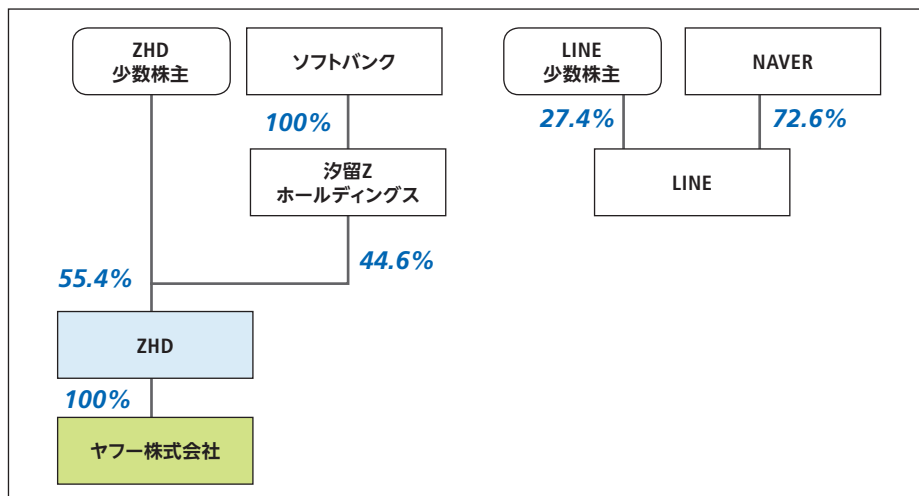 ZHD
少数株主
ソフトバンク
LINE
少数株主
NAVER
100%
27.4%
72.6%
汐留Z
ホールディングス
LINE
55.4%
44.6%
ZHD
100%
ヤフー株式会社